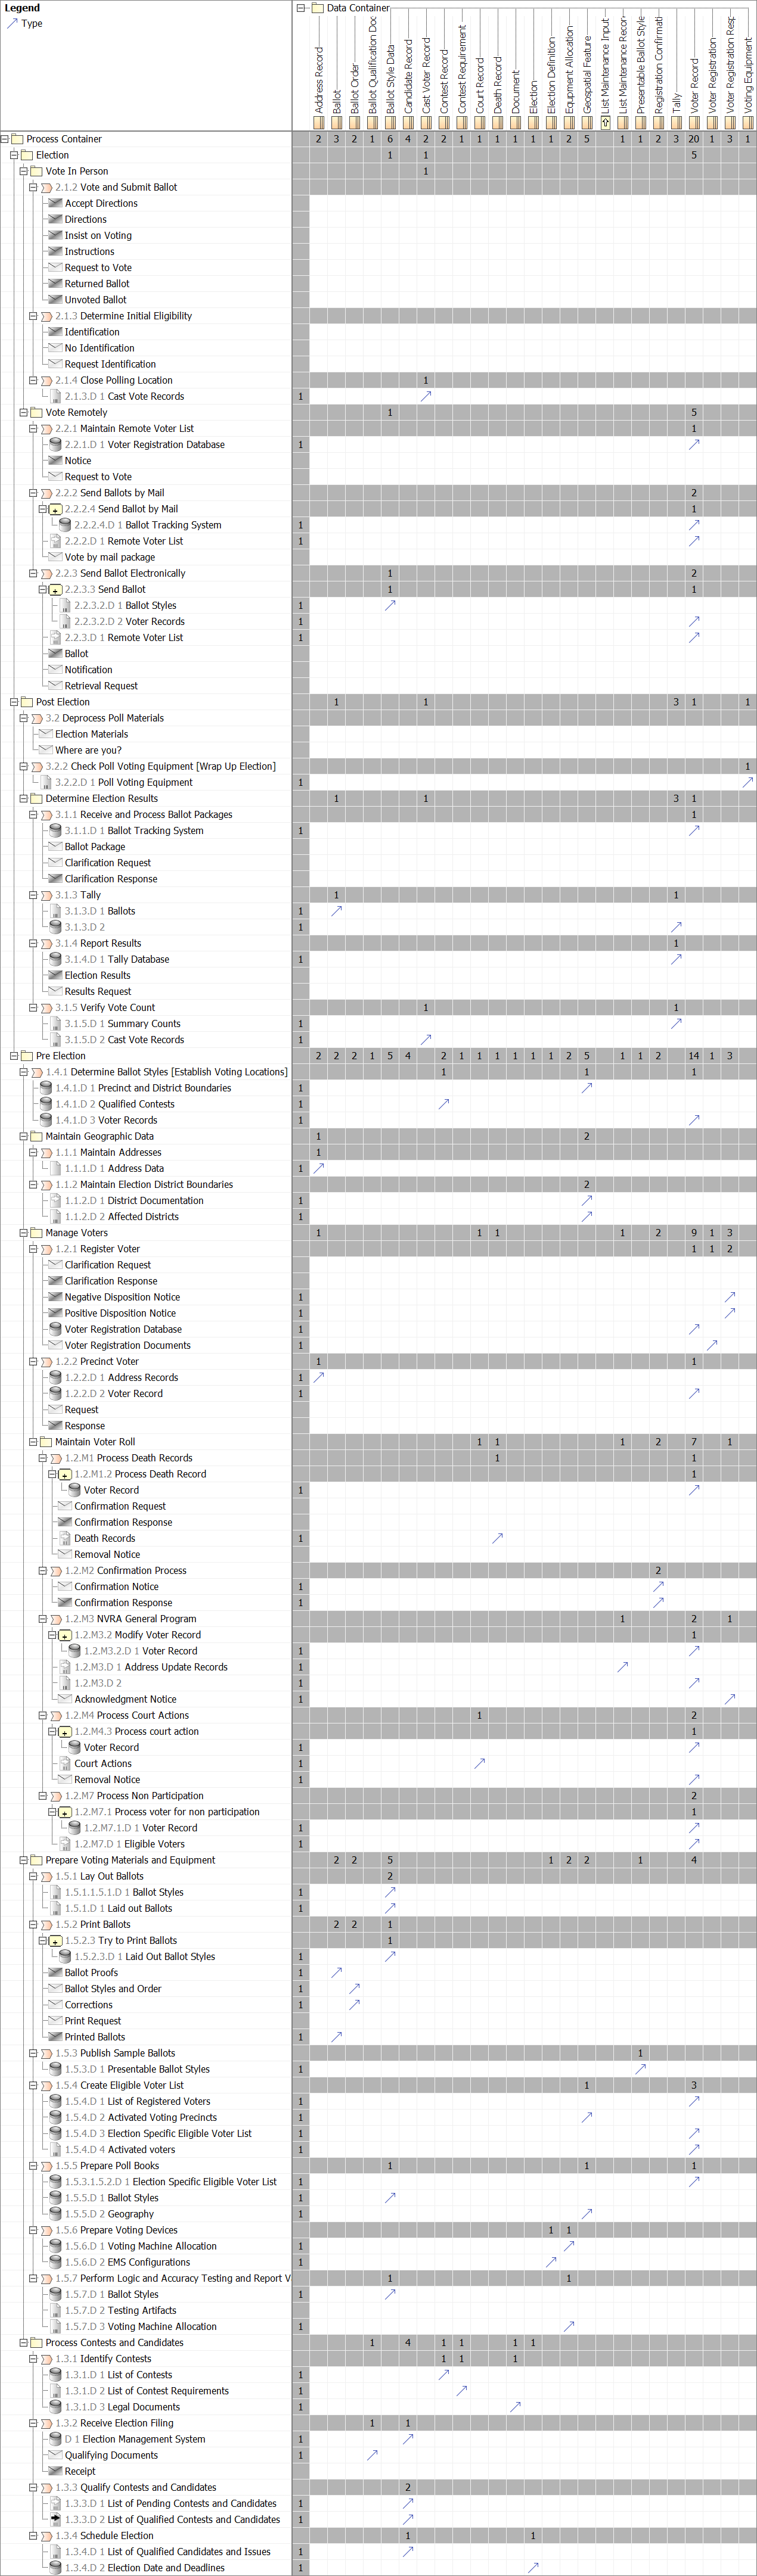 Legend
Type
Data Container
Address Record
Ballot
Ballot Order
Ballot Qualification Doc
Ballot Style Data
Candidate Record
Cast Voter Record
Contest Record
Contest Requirement
Court Record
Death Record
Document
Election
Election Definition
Equpment Allocation
Geospatial Feature
List Maintenance Input
List Maintenance Recor
Presentable Ballot Style
Registration Confirmati
Tally
Voter Record
Voter Registration
Voter Registration Resp
Voting Equipment
Process Container 2 3 2 1 6 4 2 2 1 1 1 1 1 1 2 5 1 1 2 3 20 1 3 1
Election 1 1 5
Vote In Person 1
2.1.2 Vote and Submit Ballot
Accept Directions
Directions
Insist on Voting
Instructions
Request to Vote
Returned Ballot
Unvoted Ballot
2.1.3 Determine Initial Eligibility
Identification
No Identification
Request Identification
2.1.4 Close Polling Location 1
2.1.3.D 1 Cast Vote Records 1
Vote Remotely 1 5
2.2.1 Maintain Remote Voter List 1
2.2.1.D 1 Voter Registration Database 1
Notice
Request to Vote
2.2.2 Send Ballots by Mail 2
2.2.2.4 Send Ballot by Mail 1
2.2.2.4.D 1 Ballot Tracking System 1
2.2.2.D 1 Remote Voter List 1
Vote by mail package
2.2.3 Send Ballot Electronically 1 2
2.2.3.3 Send Ballot 1 1
2.2.3.2.D 1 Ballot Styles 1
2.2.3.2.D 2 Voter Records 1
2.2.3.D 1 Remote Voter List 1
Ballot
Notification
Retrieval Request
Post Election 1 1 3 1 1
3.2 Deprocess Poll Materials
Election Materials
Where are you?
3.2.2 Check Poll Voting Equipment [Wrap Up Election] 1
3.2.2.D 1 Poll Voting Equipment 1
Determine Election Results 1 1 3 1
3.1.1 Receive and Process Ballot Packages 1
3.1.1.D 1 Ballot Tracking System 1
Ballot Package
Clarification Request
Clarification Response
3.1.3 Tally 1 1
3.1.3.D 1 Ballots 1
3.1.3.D 2 1
3.1.4 Report Results 1
3.1.4.D 1 Tally Database 1
Election Results
Results Request
3.1.5 Verify Vote Count 1 1
3.1.5.D 1 Summary Counts 1
3.1.5.D 2 Cast Vote Records 1
Pre Election 2 2 2 1 5 4 2 1 1 1 1 1 1 2 5 1 1 2 14 1 3
1.4.1 Determine Ballot Styles [Establish Voting Locations] 1 1 1
1.4.1.D 1 Precinct and District Boundaries 1
1.4.1.D 2 Qualified Contests 1
1.4.1.D 3 Voter Records 1
Maintain Geographic Data 1 2
1.1.1 Maintain Addresses 1
1.1.1.D 1 Address Data 1
1.1.2 Maintain Election District Boundaries 2
1.1.2.D 1 District Documentation 1
1.1.2.D 2 Affected Districts 1
Manage Voters 1 1 1 1 2 9 1 3
1.2.1 Register Voter 1 1 2
Clarification Request
Clarification Response
Negative Disposition Notice 1
Positive Disposition Notice 1
Voter Registration Database 1
Voter Registration Documents 1
1.2.2 Precinct Voter 1 1
1.2.2.D 1 Address Records 1
1.2.2.D 2 Voter Record 1
Request
Response
Maintain Voter Roll 1 1 1 2 7 1
1.2.M1 Process Death Records 1 1
1.2.M1.2 Process Death Record 1
Voter Record 1
Confirmation Request
Confirmation Response
Death Records 1
Removal Notice
1.2.M2 Confirmation Process 2
Confirmation Notice 1
Confirmation Response 1
1.2.M3 NVRA General Program 1 2 1
1.2.M3.2 Modify Voter Record 1
1.2.M3.2.D 1 Voter Record 1
1.2.M3.D 1 Address Update Records 1
1.2.M3.D 2 1
Acknowledgment Notice 1
1.2.M4 Process Court Actions 1 2
1.2.M4.3 Process court action 1
Voter Record 1
Court Actions 1
Removal Notice 1
1.2.M7 Process Non Participation 2
1.2.M7.1 Process voter for non participation 1
1.2.M7.1.D 1 Voter Record 1
1.2.M7.D 1 Eligible Voters 1
Prepare Voting Materials and Equipment 2 2 5 1 2 2 1 4
1.5.1 Lay Out Ballots 2
1.5.1.1.5.1.D 1 Ballot Styles 1
1.5.1.D 1 Laid out Ballots 1
1.5.2 Print Ballots 2 2 1
1.5.2.3 Try to Print Ballots 1
1.5.2.3.D 1 Laid Out Ballot Styles 1
Ballot Proofs 1
Ballot Styles and Order 1
Corrections 1
Print Request
Printed Ballots 1
1.5.3 Publish Sample Ballots 1
1.5.3.D 1 Presentable Ballot Styles 1
1.5.4 Create Eligible Voter List 1 3
1.5.4.D 1 List of Registered Voters 1
1.5.4.D 2 Activated Voting Precincts 1
1.5.4.D 3 Election Specific Eligible Voter List 1
1.5.4.D 4 Activated voters 1
1.5.5 Prepare Poll Books 1 1 1
1.5.3.1.5.2.D 1 Election Specific Eligible Voter List 1
1.5.5.D 1 Ballot Styles 1
1.5.5.D 2 Geography 1
1.5.6 Prepare Voting Devices 1 1
1.5.6.D 1 Voting Machine Allocation 1
1.5.6.D 2 EMS Configurations 1
1.5.7 Perform Logic and Accuracy Testing and Report V 1 1
1.5.7.D 1 Ballot Styles 1
1.5.7.D 2 Testing Artifacts
1.5.7.D 3 Voting Machine Allocation 1
Process Contests and Candidates 1 4 1 1 1 1
1.3.1 Identify Contests 1 1 1
1.3.1.D 1 List of Contests 1
1.3.1.D 2 List of Contest Requirements 1
1.3.1.D 3 Legal Documents 1
1.3.2 Receive Election Filing 1 1
D 1 Election Management System 1
Qualifying Documents 1
Receipt
1.3.3 Qualify Contests and Candidates 2
1.3.3.D 1 List of Pending Contests and Candidates 1
1.3.3.D 2 List of Qualified Contests and Candidates 1
1.3.4 Schedule Election 1 1
1.3.4.D 1 List of Qualified Candidates and Issues 1
1.3.4.D 2 Election Date and Deadlines 1